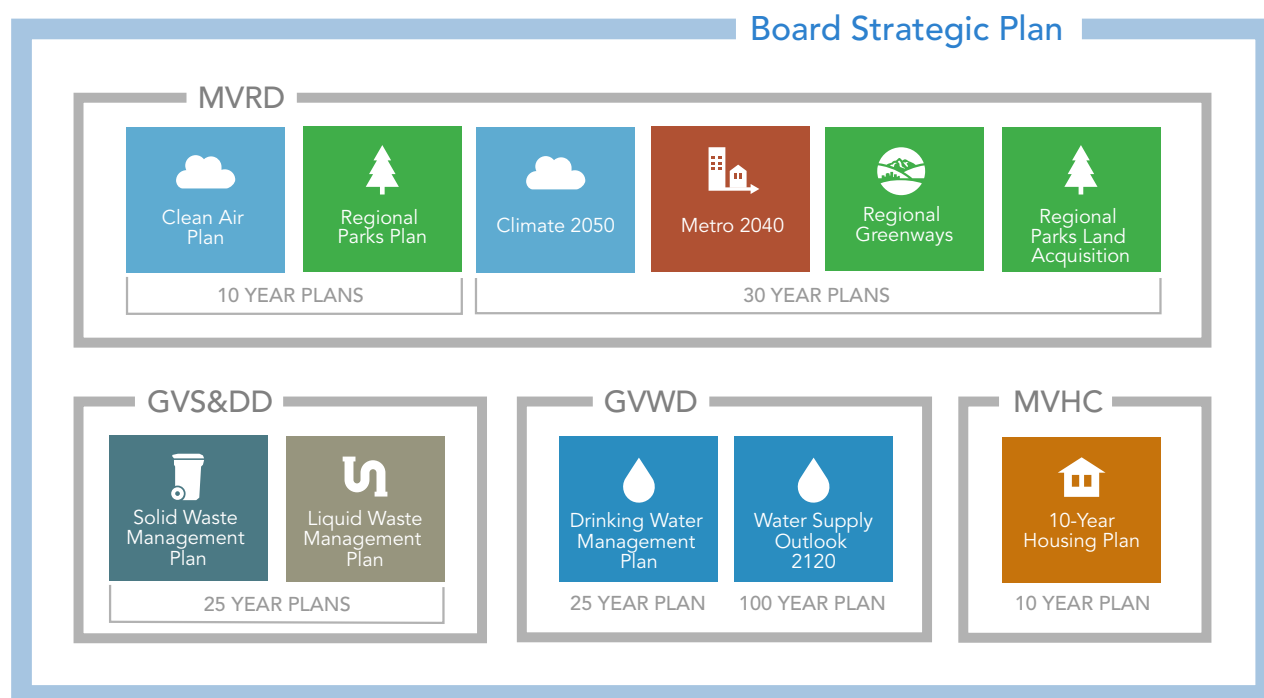 Board Strategic Plan
MVRD
Clean Air
Plan
Regional
Parks Plan
Climate 2050
Metro 2040
Regional
Greenways
Regional
Parks Land
Acquisition
10 YEAR PLANS
30 YEAR PLANS
GVS&DD
Solid Waste
Management
Plan
Liquid Waste
Management
Plan
25 YEAR PLANS
GVWD
Drinking Water
Management
Plan
Water Supply
Outlook
2120
25 YEAR PLAN
100 YEAR PLAN
MVHC
10-Year
Housing Plan
10 YEAR PLAN